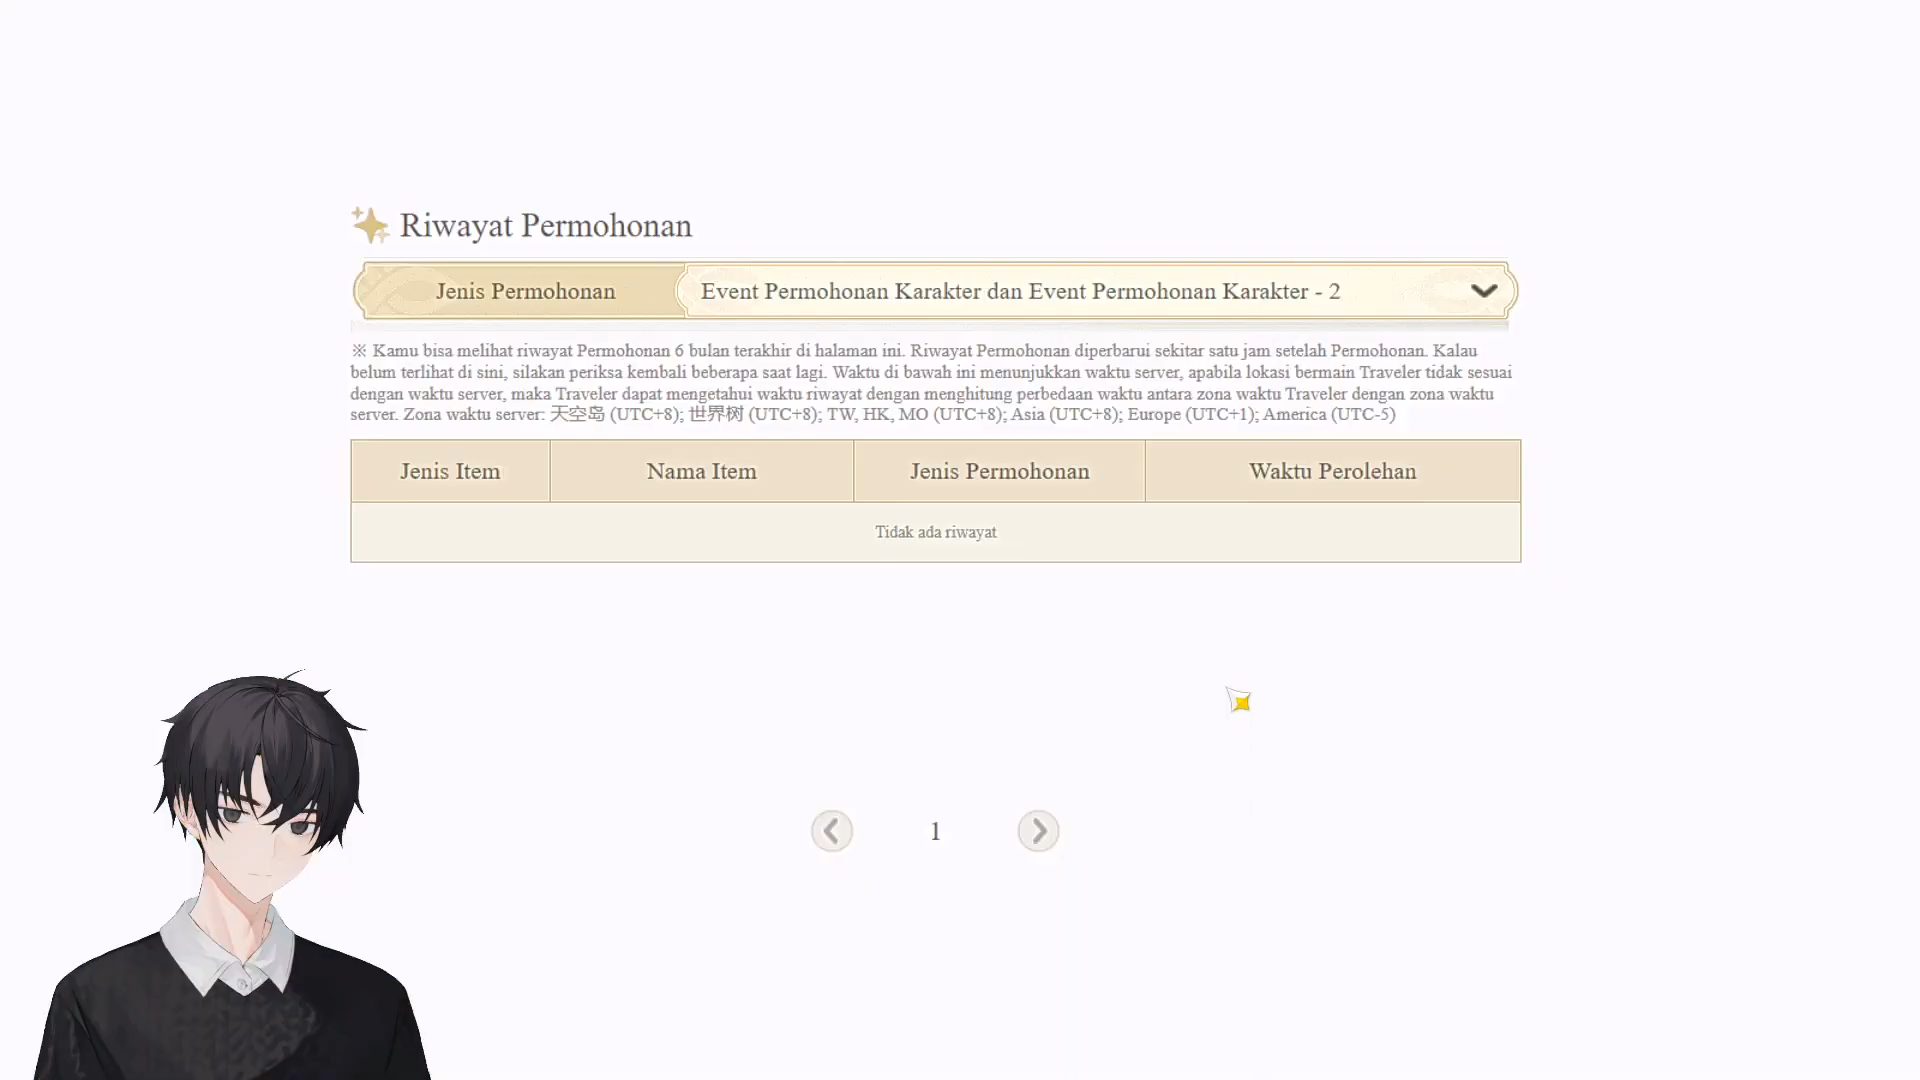 Riwayat Permohonan
Jenis Permohonan
Event Permohonan Karakter dan Event Permohonan Karakter - 2
※ Kamu bisa melihat riwayat Permohonan 6 bulan terakhir di halaman ini. Riwayat Permohonan diperbarui sekitar satu jam setelah Permohonan. Kalau
belum terlihat di sini, silakan periksa kembali beberapa saat lagi. Waktu di bawah ini menunjukkan waktu server, apabila lokasi bermain Traveler tidak sesuai
dengan waktu server, maka Traveler dapat mengetahui waktu riwayat dengan menghitung perbedaan waktu antara zona waktu Traveler dengan zona waktu
server. Zona waktu server: 天空岛 (UTC+8); 世界树 (UTC+8); TW, HK, MO (UTC+8); Asia (UTC+8); Europe (UTC+1); America (UTC-5)
Jenis Item
Nama Item
Jenis Permohonan
Waktu Perolehan
Tidak ada riwayat
1